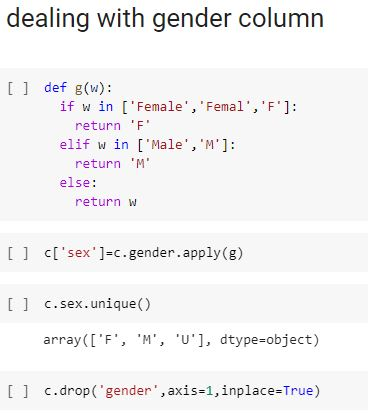 dealing with gender column
[ ] def g(w):
      if w in ['Female','Femal','F']:
        return 'F'
      elif w in ['Male','M']:
        return 'M'
      else:
        return w
[ ] c['sex']=c.gender.apply(g)
[ ] c.sex.unique()
array(['F', 'M', 'U'], dtype=object)
[ ] c.drop('gender',axis=1,inplace=True)